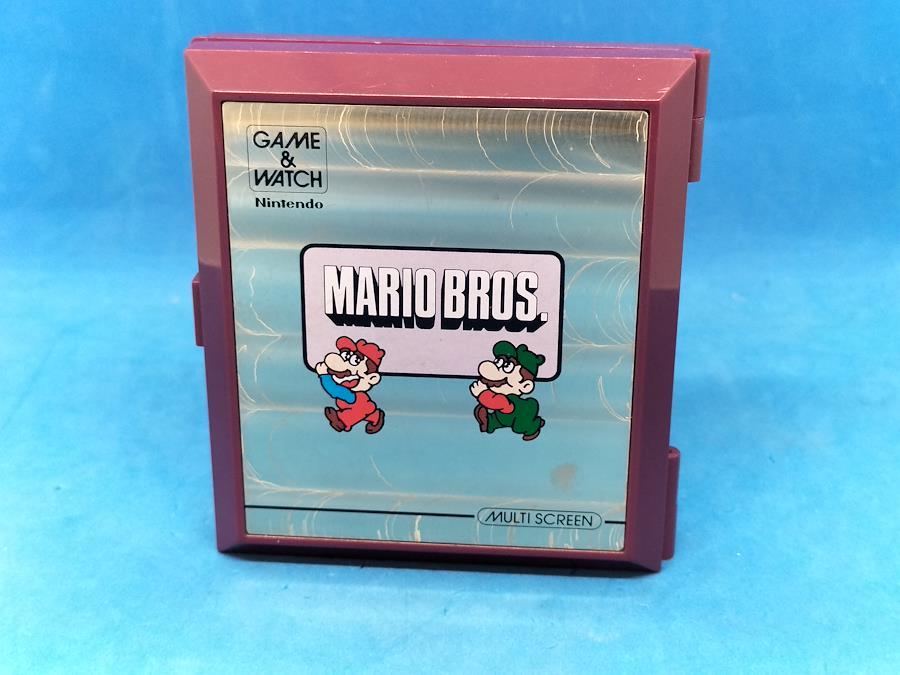 GAME
&
WATCH
Nintendo
MARIO BROS.
MULTI SCREEN